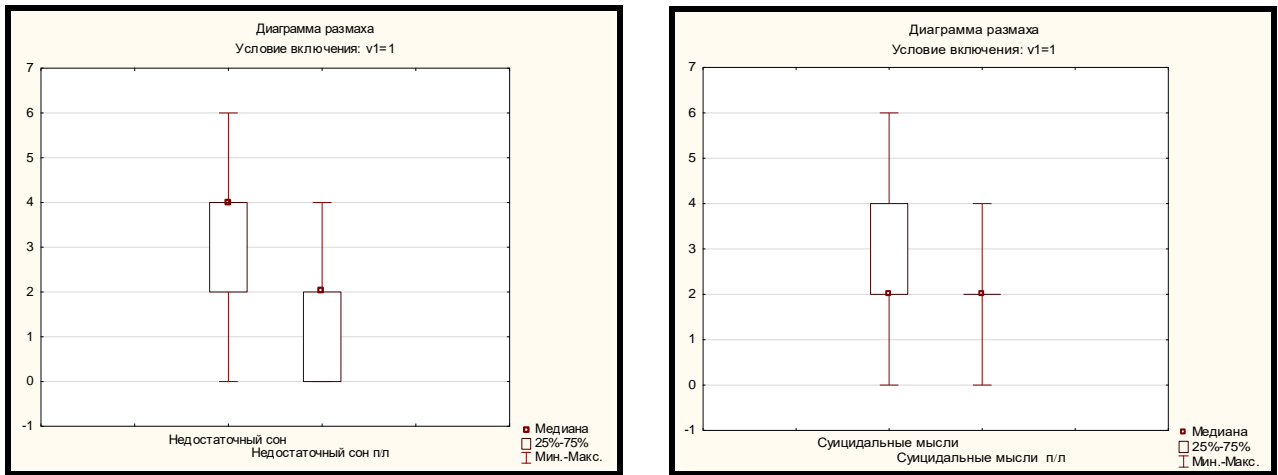 Диаграмма размаха
Условие включения: v1=1
7
6
5
4
3
2
1
0
-1
Недостаточный сон
Недостаточный сон п/л
Медиана
25%-75%
Мин.-Макс.
Диаграмма размаха
Условие включения: v1=1
7
6
5
4
3
2
1
0
-1
Суицидальные мысли
Суицидальные мысли п/л
Медиана
25%-75%
Мин.-Макс.